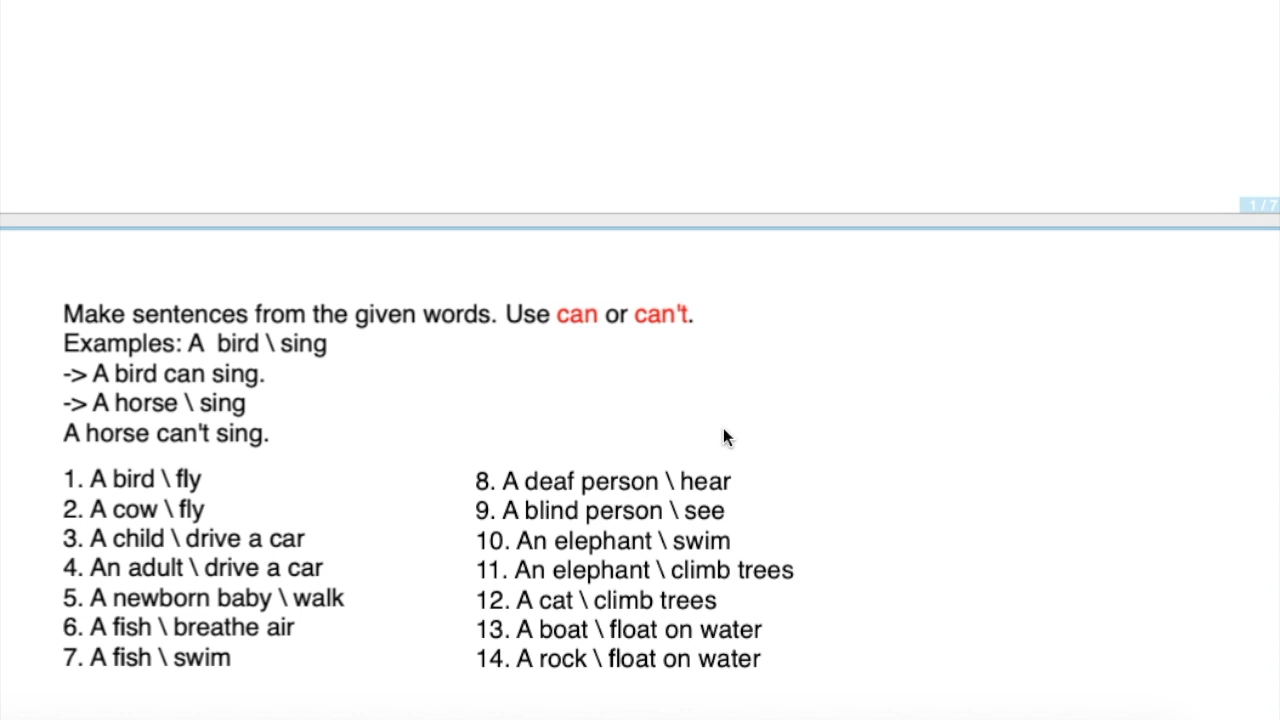 1 / 7
Make sentences from the given words. Use can or can't.
Examples: A  bird \ sing
-> A bird can sing.
-> A horse \ sing
A horse can't sing.
1. A bird \ fly
2. A cow \ fly
3. A child \ drive a car
4. An adult \ drive a car
5. A newborn baby \ walk
6. A fish \ breathe air
7. A fish \ swim
8. A deaf person \ hear
9. A blind person \ see
10. An elephant \ swim
11. An elephant \ climb trees
12. A cat \ climb trees
13. A boat \ float on water
14. A rock \ float on water